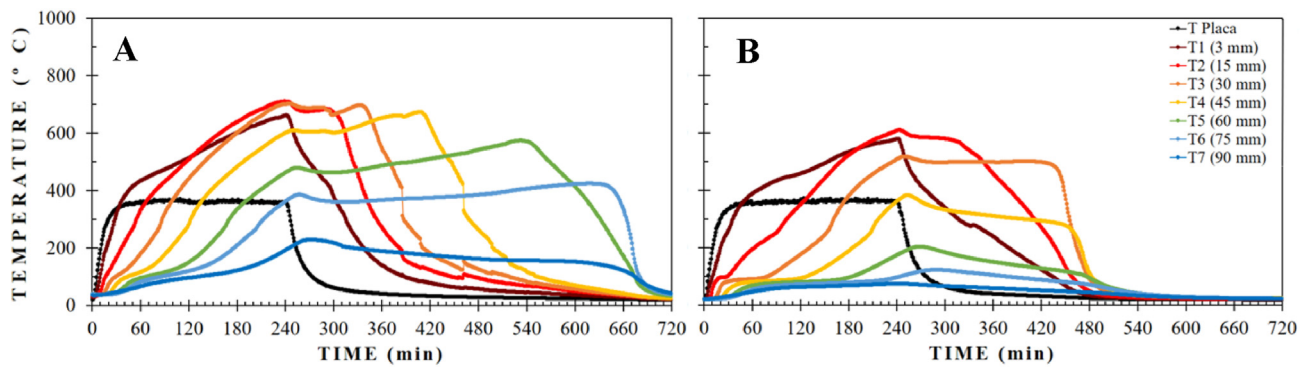 A
B
TEMPERATURE (° C)
1000
800
600
400
200
0
0 60 120 180 240 300 360 420 480 540 600 660 720
TIME (min)
0 60 120 180 240 300 360 420 480 540 600 660 720
TIME (min)
T Placa
T1 (3 mm)
T2 (15 mm)
T3 (30 mm)
T4 (45 mm)
T5 (60 mm)
T6 (75 mm)
T7 (90 mm)